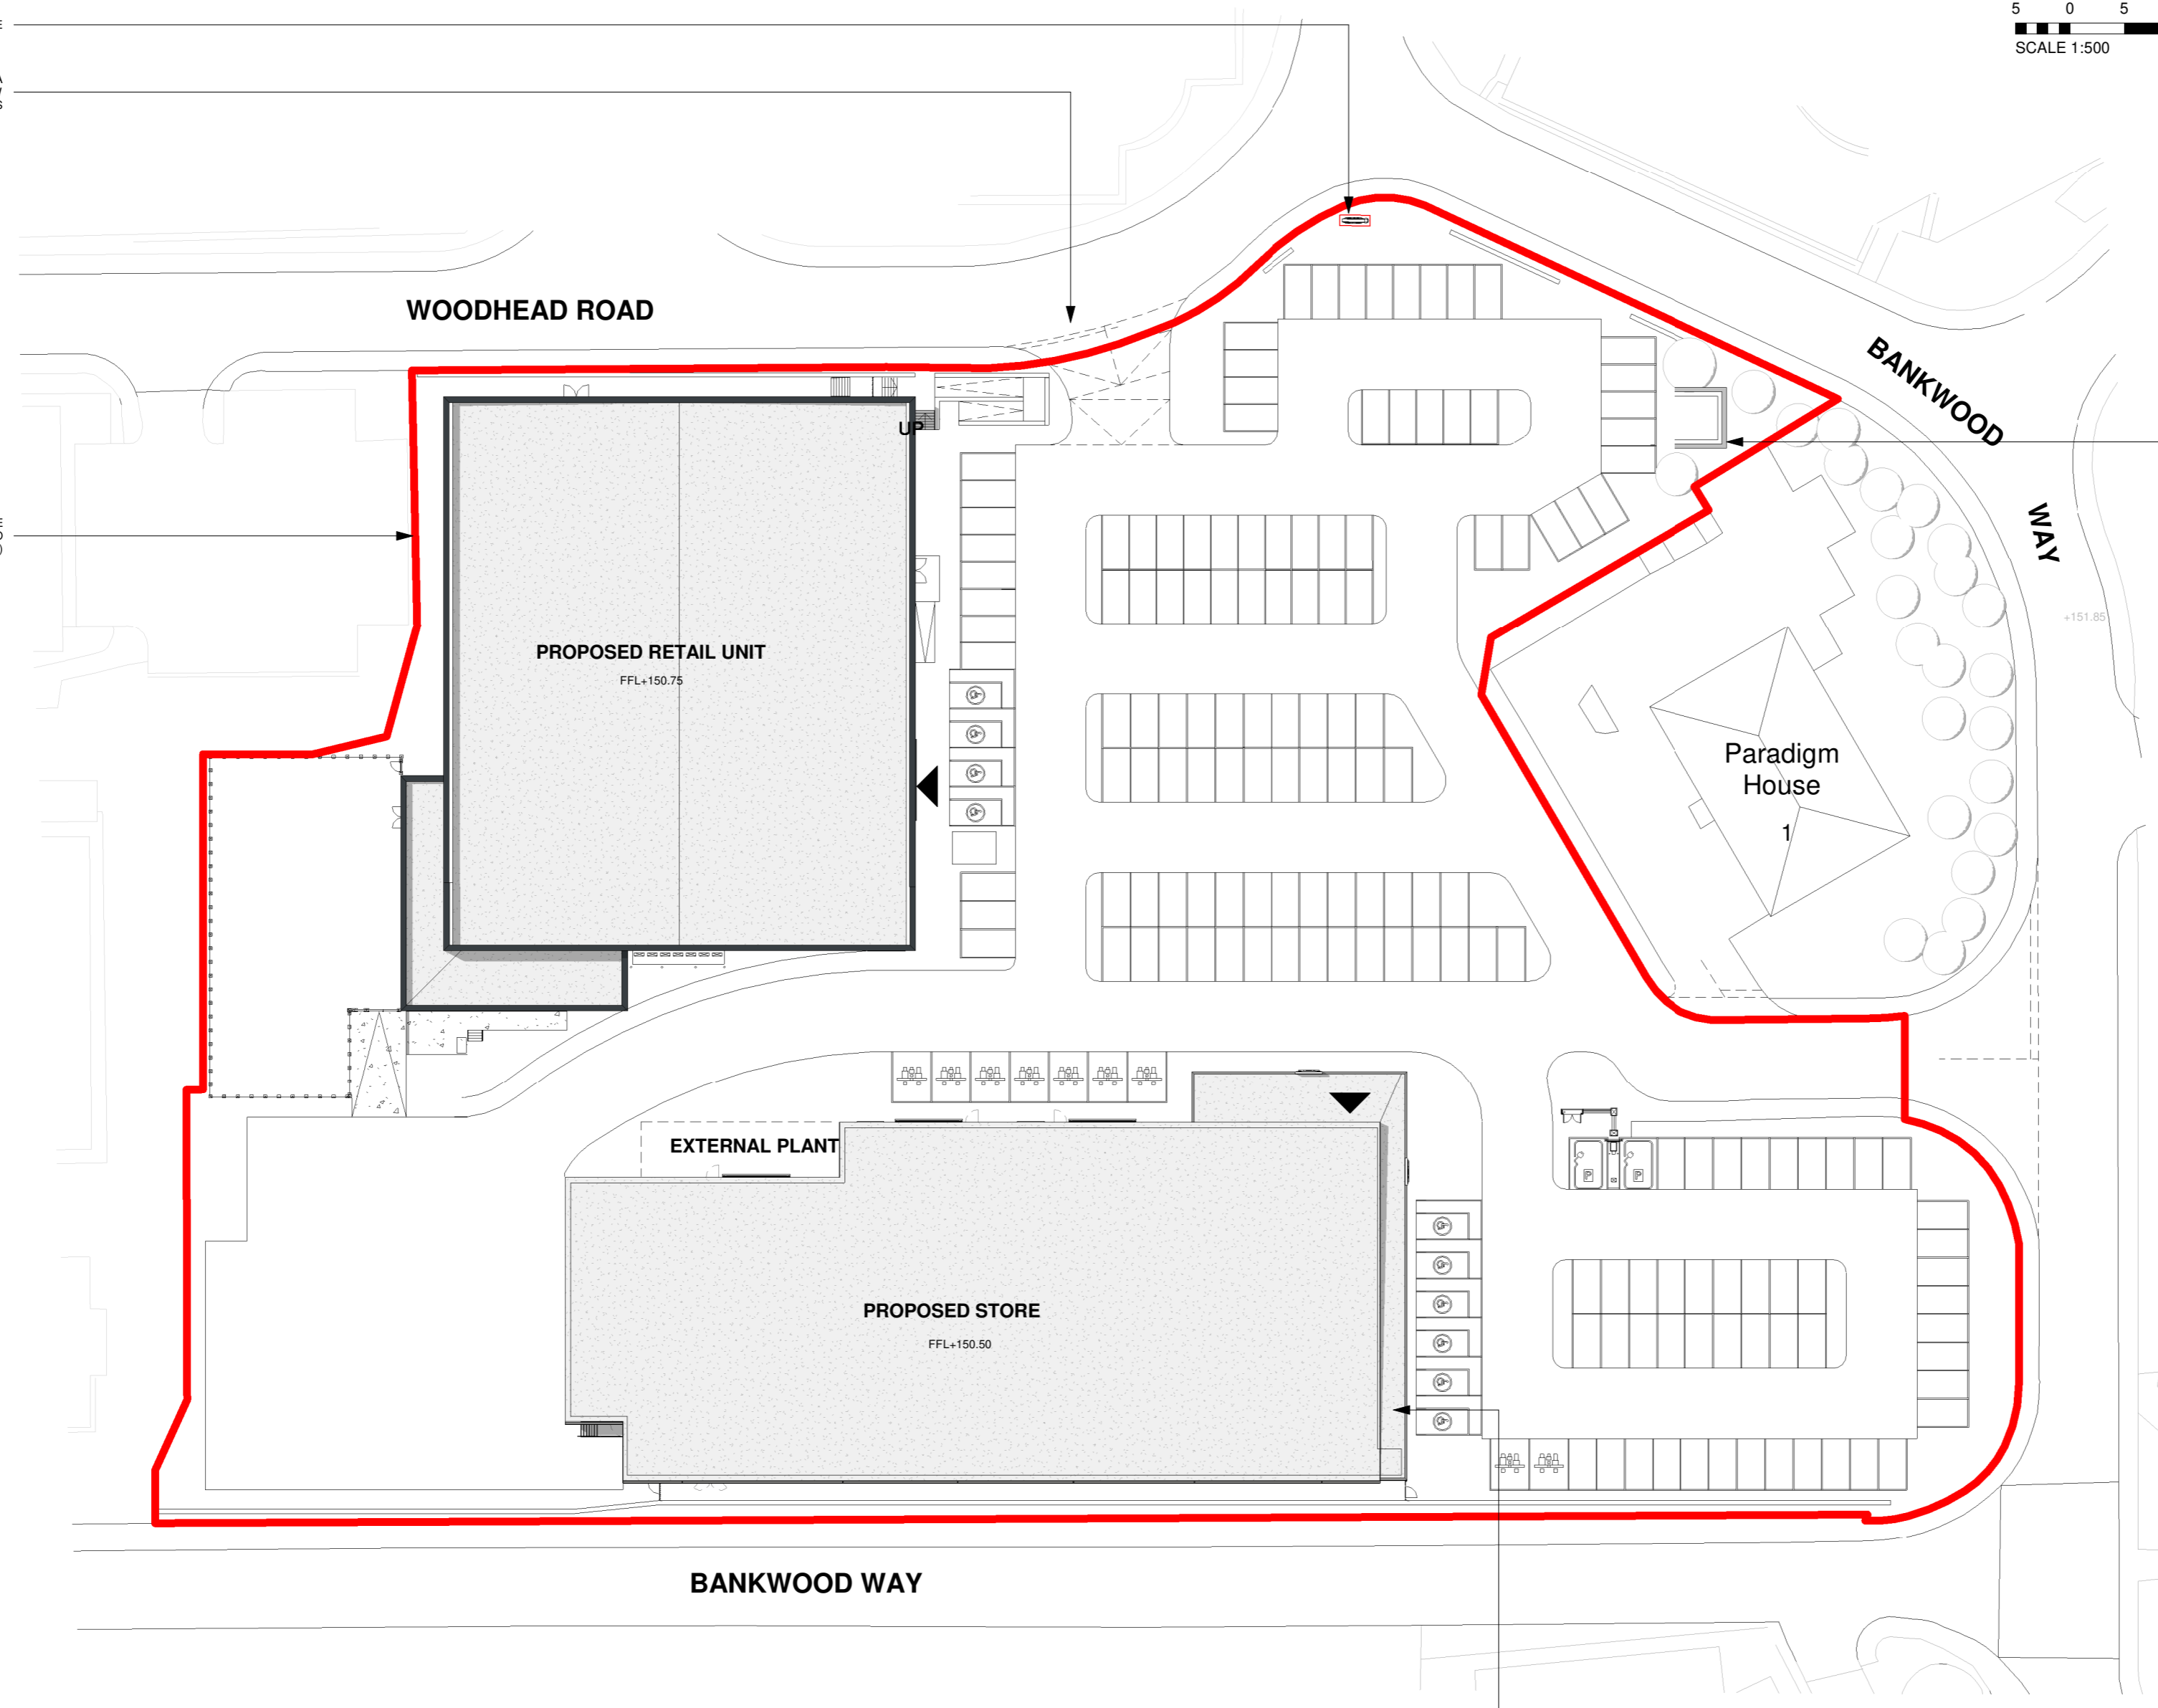 5 0 5
SCALE 1:500
E
A
s
WOODHEAD ROAD
BANKWOOD
WAY
UP
E
+151.85
PROPOSED RETAIL UNIT
FFL+150.75
Paradigm
House
1
EXTERNAL PLANT
P P
PROPOSED STORE
FFL+150.50
BANKWOOD WAY